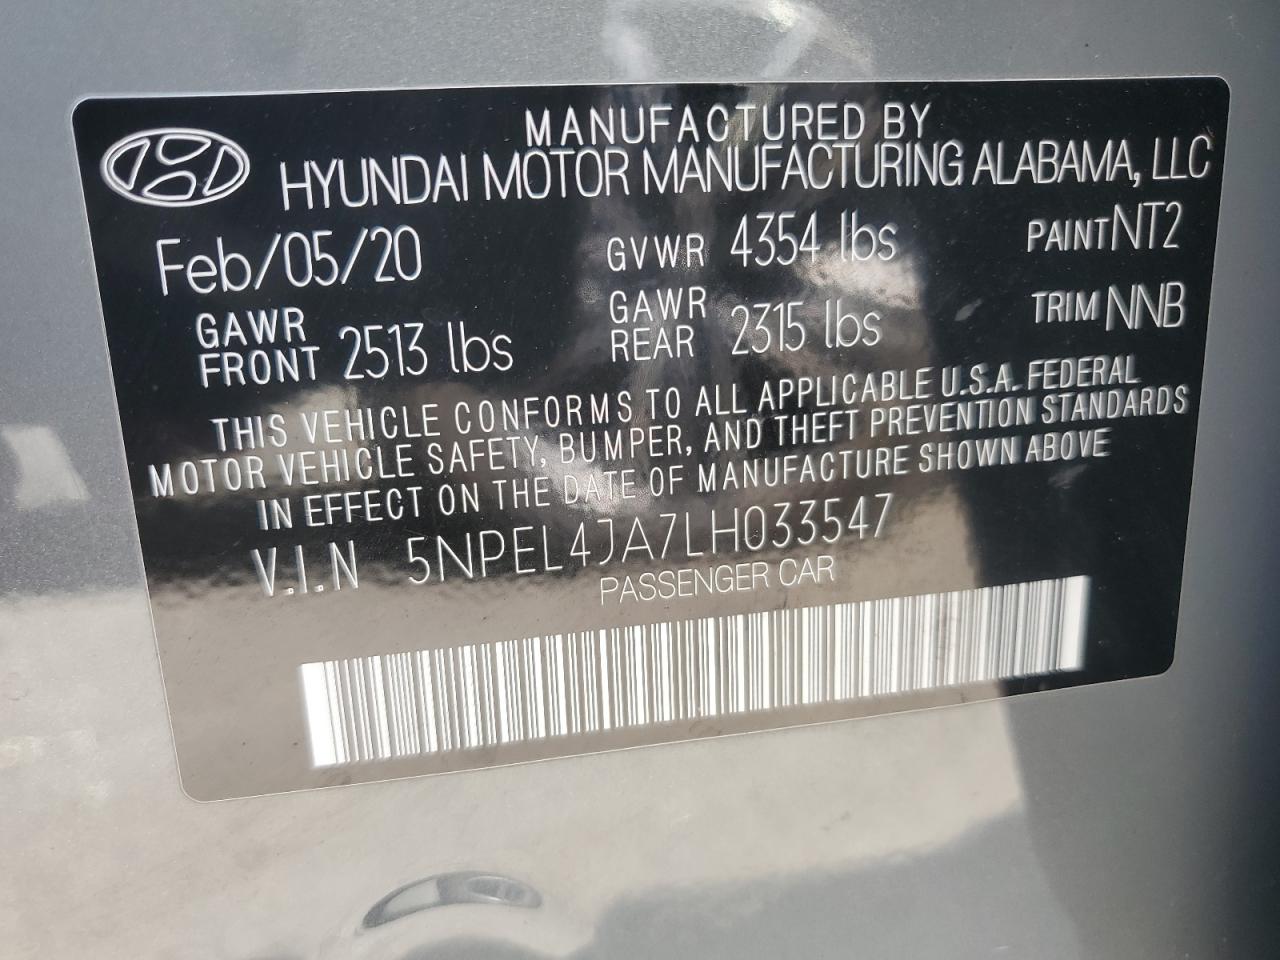 MANUFACTURED BY
HYUNDAI MOTOR MANUFACTURING ALABAMA, LLC
Feb/05/20 GVWR 4354 lbs PAINT NT2
GAWR FRONT 2513 lbs GAWR REAR 2315 lbs TRIM NNB
THIS VEHICLE CONFORMS TO ALL APPLICABLE U.S.A. FEDERAL
MOTOR VEHICLE SAFETY, BUMPER, AND THEFT PREVENTION STANDARDS
IN EFFECT ON THE DATE OF MANUFACTURE SHOWN ABOVE
V.I.N 5NPEL4JA7LH033547
PASSENGER CAR